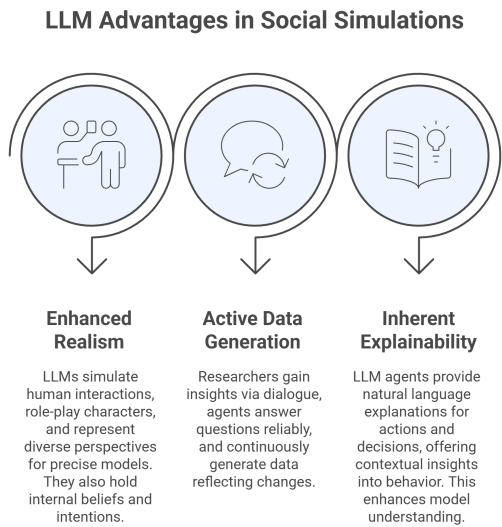 LLM Advantages in Social Simulations
Enhanced
Realism
LLMs simulate
human interactions,
role-play characters,
and represent
diverse perspectives
for precise models.
They also hold
internal beliefs and
intentions.
Active Data
Generation
Researchers gain
insights via dialogue,
agents answer
questions reliably,
and continuously
generate data
reflecting changes.
Inherent
Explainability
LLM agents provide
natural language
explanations for
actions and
decisions, offering
contextual insights
into behavior. This
enhances model
understanding.